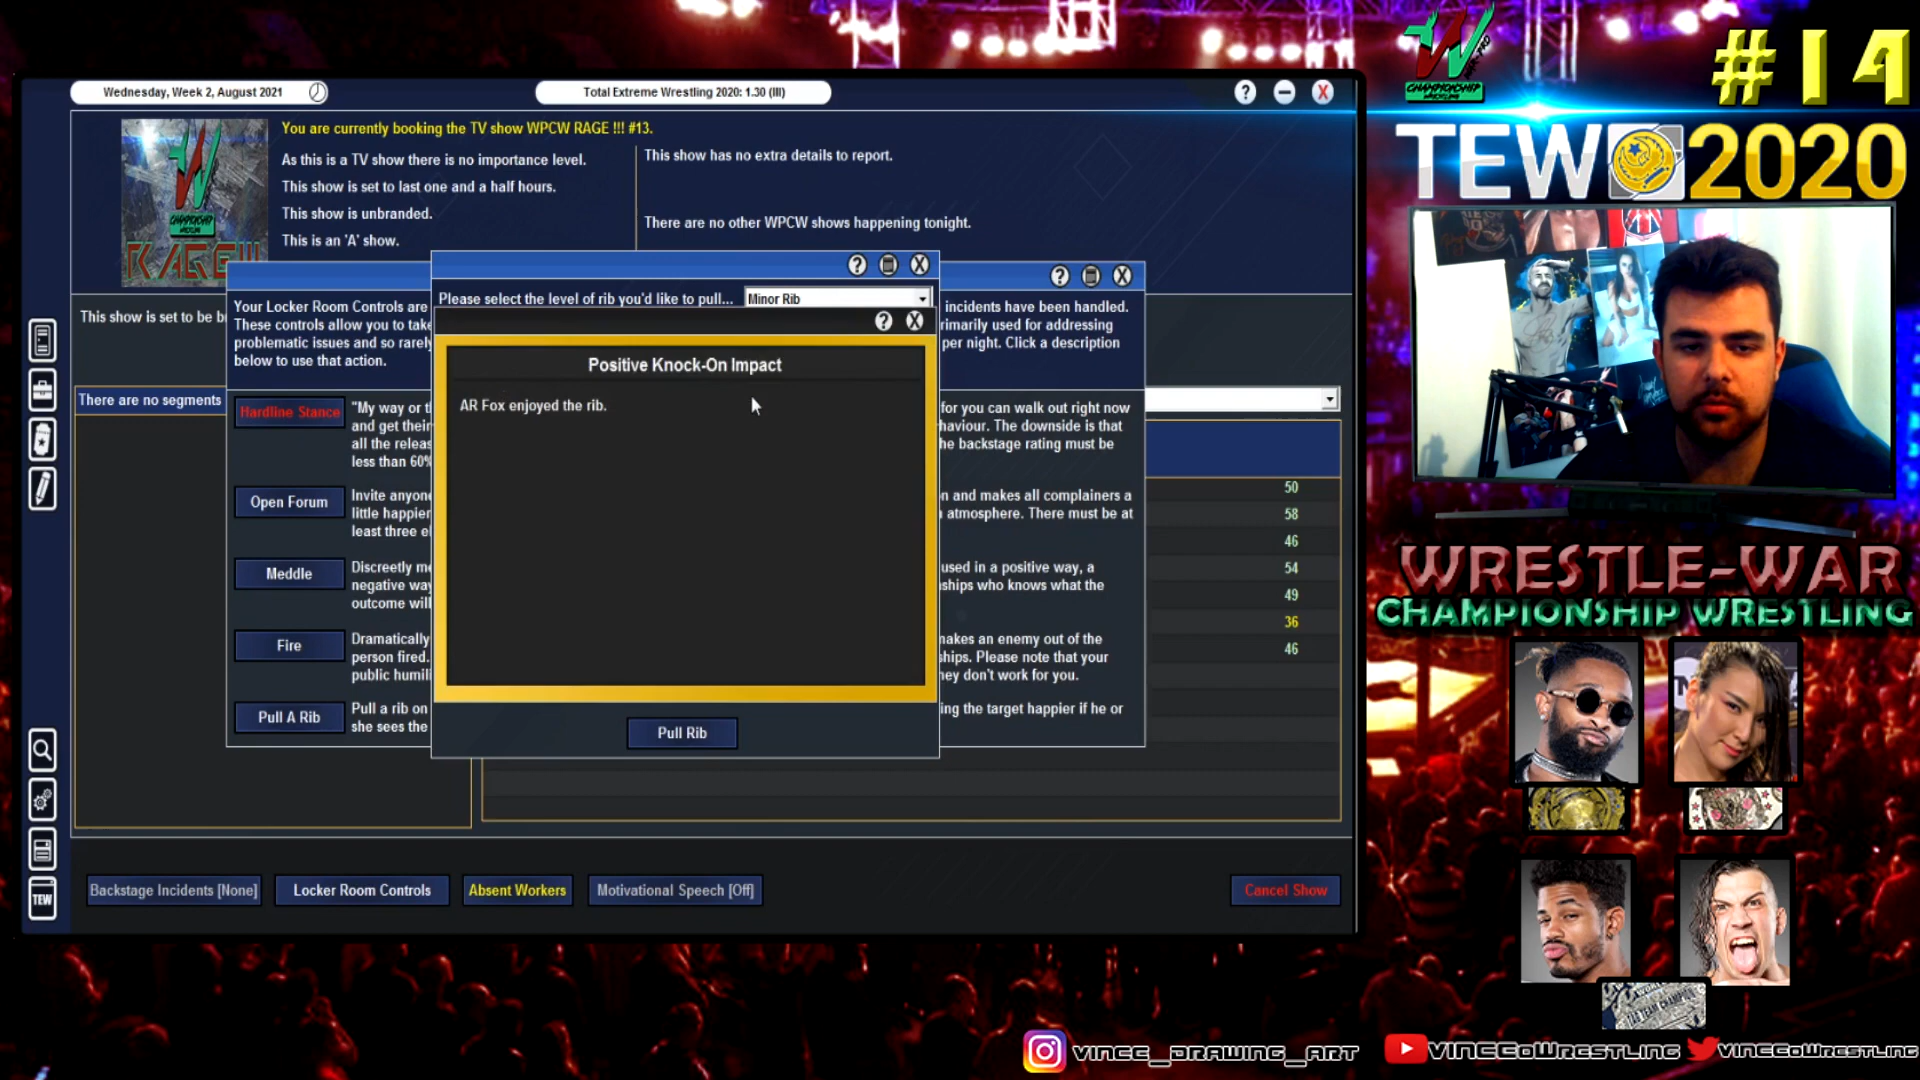 Wednesday, Week 2, August 2021
Total Extreme Wrestling 2020: 1.30 (III)
You are currently booking the TV show WPCW RAGE !!! #13.
As this is a TV show there is no importance level.
This show is set to last one and a half hours.
This show is unbranded.
This is an 'A' show.
This show has no extra details to report.
There are no other WPCW shows happening tonight.
CHAMPIONSHIP
WRESTLING
RAGE!!!
This show is set to be b
There are no segments
Your Locker Room Controls are
These controls allow you to take
problematic issues and so rarely
below to use that action.
incidents have been handled.
rimarily used for addressing
per night. Click a description
Please select the level of rib you'd like to pull...
Minor Rib
Positive Knock-On Impact
AR Fox enjoyed the rib.
Pull Rib
Hardline Stance
"My way or t
and get their
all the releas
less than 60%
for you can walk out right now
haviour. The downside is that
he backstage rating must be
Open Forum
Invite anyon
little happier
least three e
n and makes all complainers a
atmosphere. There must be at
Meddle
Discreetly m
negative way
outcome will
used in a positive way, a
ships who knows what the
Fire
Dramatically
person fired.
public humili
makes an enemy out of the
ships. Please note that your
hey don't work for you.
Pull A Rib
Pull a rib on
she sees the
ing the target happier if he or
50
58
46
54
49
36
46
TEW
Backstage Incidents [None]
Locker Room Controls
Absent Workers
Motivational Speech [Off]
Cancel Show
CHAMPIONSHIP
#14
TEW 2020
WRESTLE-WAR
CHAMPIONSHIP WRESTLING
VINCE_DRAWING_ART
VINCEoWRESTLING
VINCEoWRESTLING